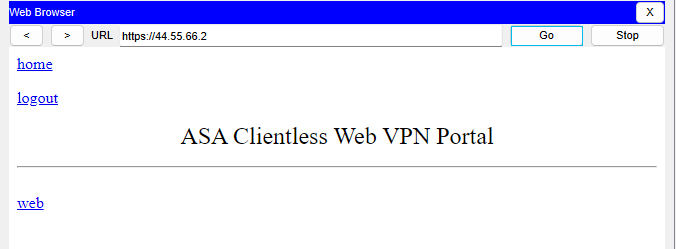 Web Browser X
< > URL https://44.55.66.2 Go Stop
home
logout
ASA Clientless Web VPN Portal
web